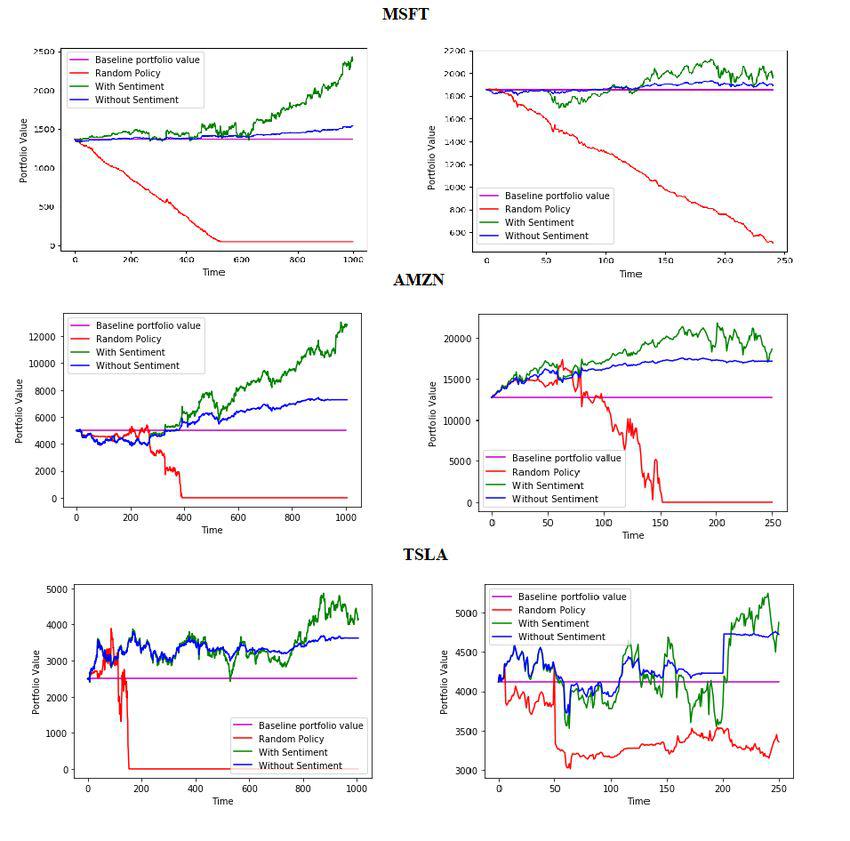 MSFT
2500
2000
1500
1000
500
0
Portfolio Value
Baseline portfolio value
Random Policy
With Sentiment
Without Sentiment
0 200 400 600 800 1000
Time
2200
2000
1800
1600
1400
1200
1000
800
600
Portfolio Value
Baseline portfolio value
Random Policy
With Sentiment
Without Sentiment
0 50 100 150 200 250
Time
AMZN
12000
10000
8000
6000
4000
2000
0
Portfolio Value
Baseline portfolio value
Random Policy
With Sentiment
Without Sentiment
0 200 400 600 800 1000
Time
20000
15000
10000
5000
0
Portfolio Value
Baseline portfolio value
Random Policy
With Sentiment
Without Sentiment
0 50 100 150 200 250
Time
TSLA
5000
4000
3000
2000
1000
0
Portfolio Value
Baseline portfolio value
Random Policy
With Sentiment
Without Sentiment
0 200 400 600 800 1000
Time
5000
4500
4000
3500
3000
Portfolio Value
Baseline portfolio value
Random Policy
With Sentiment
Without Sentiment
0 50 100 150 200 250
Time